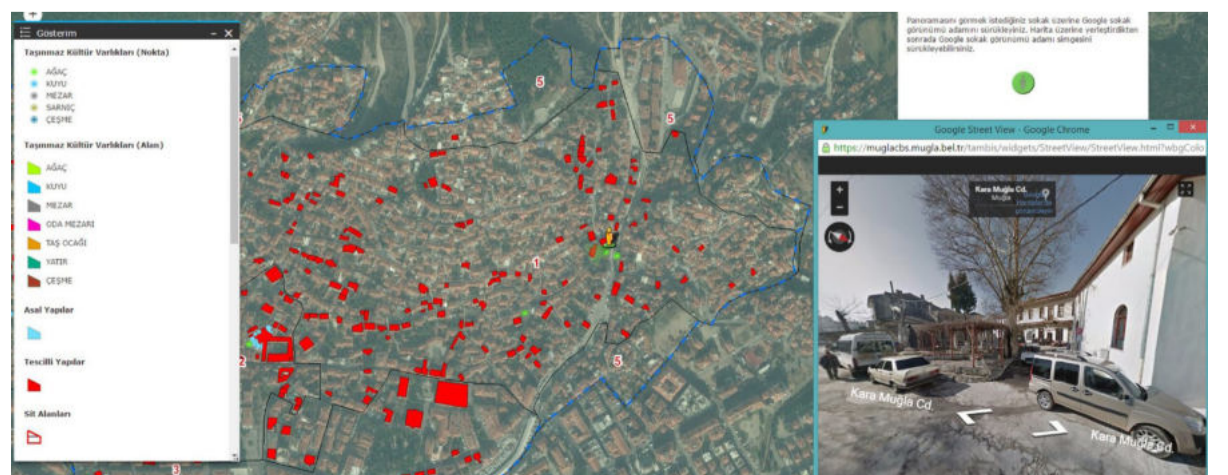 Gösterim
Taşınmaz Kültür Varlıkları (Nokta)
AĞAÇ
KUYU
MEZAR
SARNIÇ
ÇEŞME
Taşınmaz Kültür Varlıkları (Alan)
AĞAÇ
KUYU
MEZAR
ODA MEZARI
TAŞ OCAĞI
YATIR
ÇEŞME
Asal Yapılar
Tescilli Yapılar
Sit Alanları
5
5
1
5
2
3
Panoramasını görmek istediğiniz sokak üzerine Google sokak
görünümü adamını sürükleyiniz. Harita üzerine yerleştirdikten
sonrada Google sokak görünümü adamı simgesini
sürükleyebilirsiniz.
Google Street View - Google Chrome
https://muglacbs.mugla.bel.tr/tambis/widgets/StreetView/StreetView.html?wbgColo
Kara Muğla Cd.
Muğla
Kara Muğla Cd.
Kara Muğla Cd.